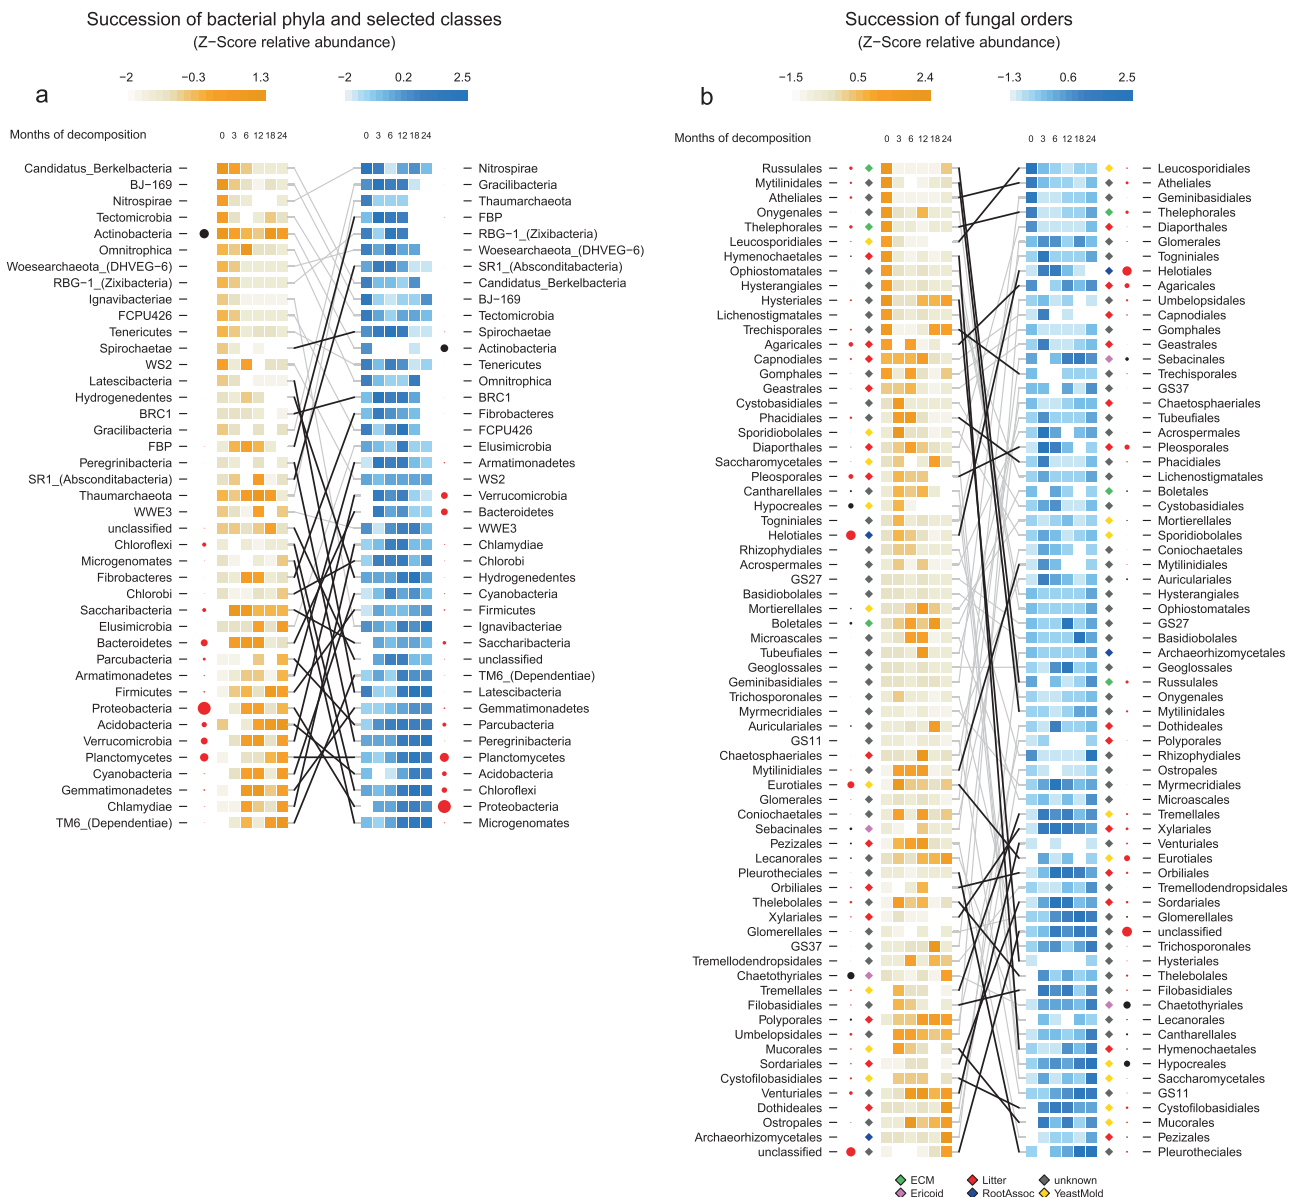 Succession of bacterial phyla and selected classes
(Z−Score relative abundance)
−2 −0.3 1.3
−2 0.2 2.5
a
Months of decomposition
0 3 6 12 18 24
0 3 6 12 18 24
Candidatus_Berkelbacteria
BJ−169
Nitrospirae
Tectomicrobia
Actinobacteria
Omnitrophica
Woesearchaeota_(DHVEG−6)
RBG−1_(Zixibacteria)
Ignavibacteriae
FCPU426
Tenericutes
Spirochaetae
WS2
Latescibacteria
Hydrogenedentes
BRC1
Gracilibacteria
FBP
Peregrinibacteria
SR1_(Absconditabacteria)
Thaumarchaeota
WWE3
unclassified
Chloroflexi
Microgenomates
Fibrobacteres
Chlorobi
Saccharibacteria
Elusimicrobia
Bacteroidetes
Parcubacteria
Armatimonadetes
Firmicutes
Proteobacteria
Acidobacteria
Verrucomicrobia
Planctomycetes
Cyanobacteria
Gemmatimonadetes
Chlamydiae
TM6_(Dependentiae)
Nitrospirae
Gracilibacteria
Thaumarchaeota
FBP
RBG−1_(Zixibacteria)
Woesearchaeota_(DHVEG−6)
SR1_(Absconditabacteria)
Candidatus_Berkelbacteria
BJ−169
Tectomicrobia
Spirochaetae
Actinobacteria
Tenericutes
Omnitrophica
BRC1
Fibrobacteres
FCPU426
Elusimicrobia
Armatimonadetes
WS2
Verrucomicrobia
Bacteroidetes
WWE3
Chlamydiae
Chlorobi
Hydrogenedentes
Cyanobacteria
Firmicutes
Ignavibacteriae
Saccharibacteria
unclassified
TM6_(Dependentiae)
Latescibacteria
Gemmatimonadetes
Parcubacteria
Peregrinibacteria
Planctomycetes
Acidobacteria
Chloroflexi
Proteobacteria
Microgenomates
Succession of fungal orders
(Z−Score relative abundance)
−1.5 0.5 2.4
−1.3 0.6 2.5
b
Months of decomposition
0 3 6 12 18 24
0 3 6 12 18 24
Russulales
Mytilinidales
Atheliales
Onygenales
Thelephorales
Leucosporidiales
Hymenochaetales
Ophiostomatales
Hysterangiales
Hysteriales
Lichenostigmatales
Trechisporales
Agaricales
Capnodiales
Gomphales
Geastrales
Cystobasidiales
Phacidiales
Sporidiobolales
Diaporthales
Saccharomycetales
Pleosporales
Cantharellales
Hypocreales
Togniniales
Helotiales
Rhizophydiales
Acrospermales
GS27
Basidiobolales
Mortierellales
Boletales
Microascales
Tubeufiales
Geoglossales
Geminibasidiales
Trichosporonales
Myrmecridiales
Auriculariales
GS11
Chaetosphaeriales
Mytilinidiales
Eurotiales
Glomerales
Coniochaetales
Sebacinales
Pezizales
Lecanorales
Pleurotheciales
Orbiliales
Thelebolales
Xylariales
Glomerellales
GS37
Tremellodendropsidales
Chaetothyriales
Tremellales
Filobasidiales
Polyporales
Umbelopsidales
Mucorales
Sordariales
Cystofilobasidiales
Venturiales
Dothideales
Ostropales
Archaeorhizomycetales
unclassified
Leucosporidiales
Atheliales
Geminibasidiales
Thelephorales
Diaporthales
Glomerales
Togniniales
Helotiales
Agaricales
Umbelopsidales
Capnodiales
Gomphales
Geastrales
Sebacinales
Trechisporales
GS37
Chaetosphaeriales
Tubeufiales
Acrospermales
Pleosporales
Phacidiales
Lichenostigmatales
Boletales
Cystobasidiales
Mortierellales
Sporidiobolales
Coniochaetales
Mytilinidiales
Auriculariales
Hysterangiales
Ophiostomatales
GS27
Basidiobolales
Archaeorhizomycetales
Geoglossales
Russulales
Onygenales
Mytilinidales
Dothideales
Polyporales
Rhizophydiales
Ostropales
Myrmecridiales
Microascales
Tremellales
Xylariales
Venturiales
Eurotiales
Orbiliales
Tremellodendropsidales
Sordariales
Glomerellales
unclassified
Trichosporonales
Hysteriales
Thelebolales
Filobasidiales
Chaetothyriales
Lecanorales
Cantharellales
Hymenochaetales
Hypocreales
Saccharomycetales
GS11
Cystofilobasidiales
Mucorales
Pezizales
Pleurotheciales
ECM Litter unknown
Ericoid RootAssoc YeastMold